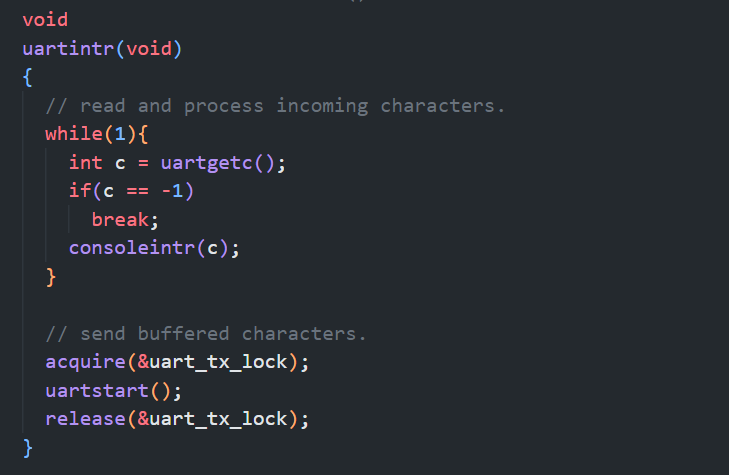 void
uartintr(void)
{
  // read and process incoming characters.
  while(1){
    int c = uartgetc();
    if(c == -1)
      break;
    consoleintr(c);
  }

  // send buffered characters.
  acquire(&uart_tx_lock);
  uartstart();
  release(&uart_tx_lock);
}